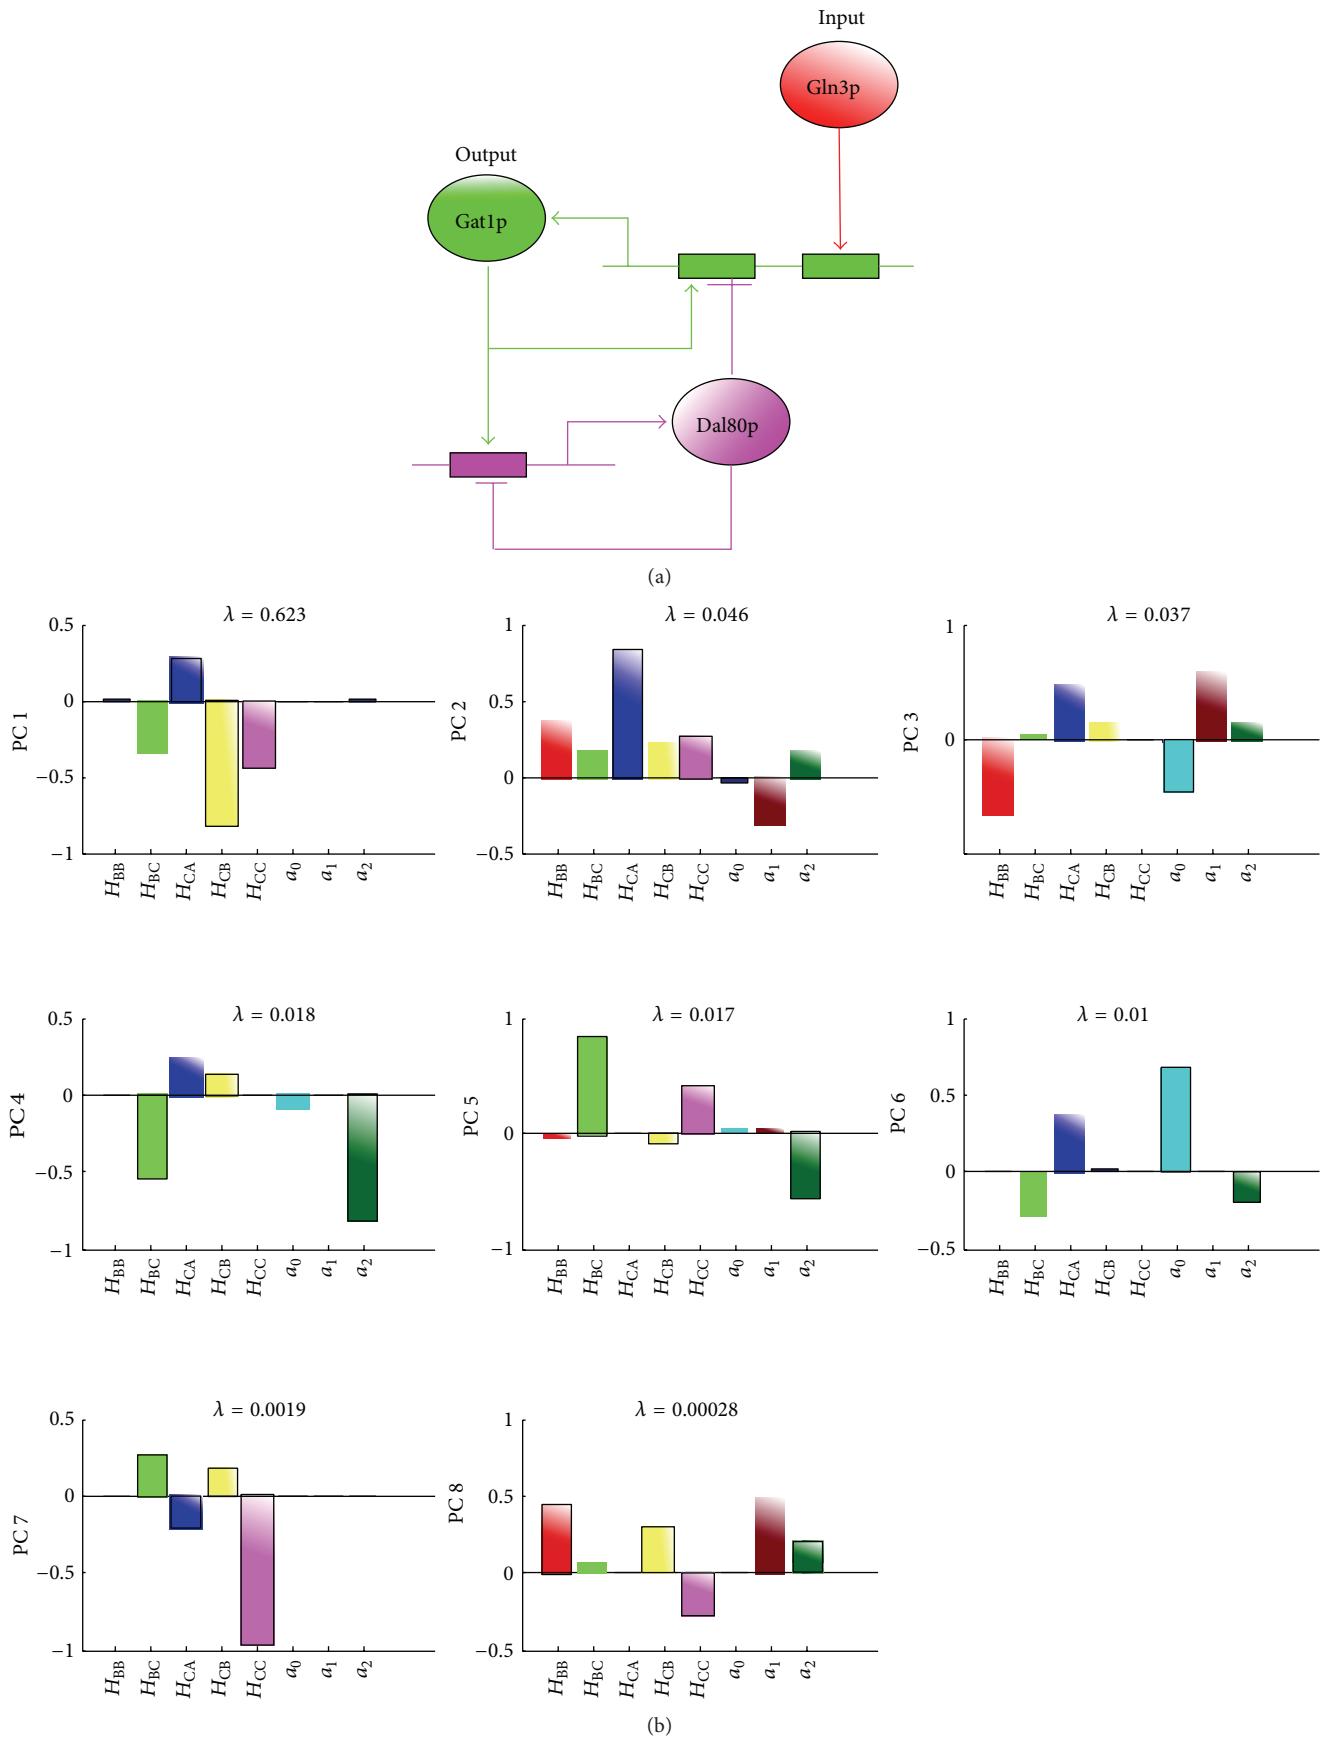 Input
Gln3p
Output
Gat1p
Dal80p
(a)
λ = 0.623
0.5
0
−0.5
−1
PC 1
H_BB H_BC H_CA H_CB H_CC a_0 a_1 a_2
λ = 0.046
1
0.5
0
−0.5
PC 2
H_BB H_BC H_CA H_CB H_CC a_0 a_1 a_2
λ = 0.037
1
0
PC 3
H_BB H_BC H_CA H_CB H_CC a_0 a_1 a_2
λ = 0.018
0.5
0
−0.5
−1
PC 4
H_BB H_BC H_CA H_CB H_CC a_0 a_1 a_2
λ = 0.017
1
0
−1
PC 5
H_BB H_BC H_CA H_CB H_CC a_0 a_1 a_2
λ = 0.01
1
0.5
0
−0.5
PC 6
H_BB H_BC H_CA H_CB H_CC a_0 a_1 a_2
λ = 0.0019
0.5
0
−0.5
−1
PC 7
H_BB H_BC H_CA H_CB H_CC a_0 a_1 a_2
λ = 0.00028
1
0.5
0
−0.5
PC 8
H_BB H_BC H_CA H_CB H_CC a_0 a_1 a_2
(b)